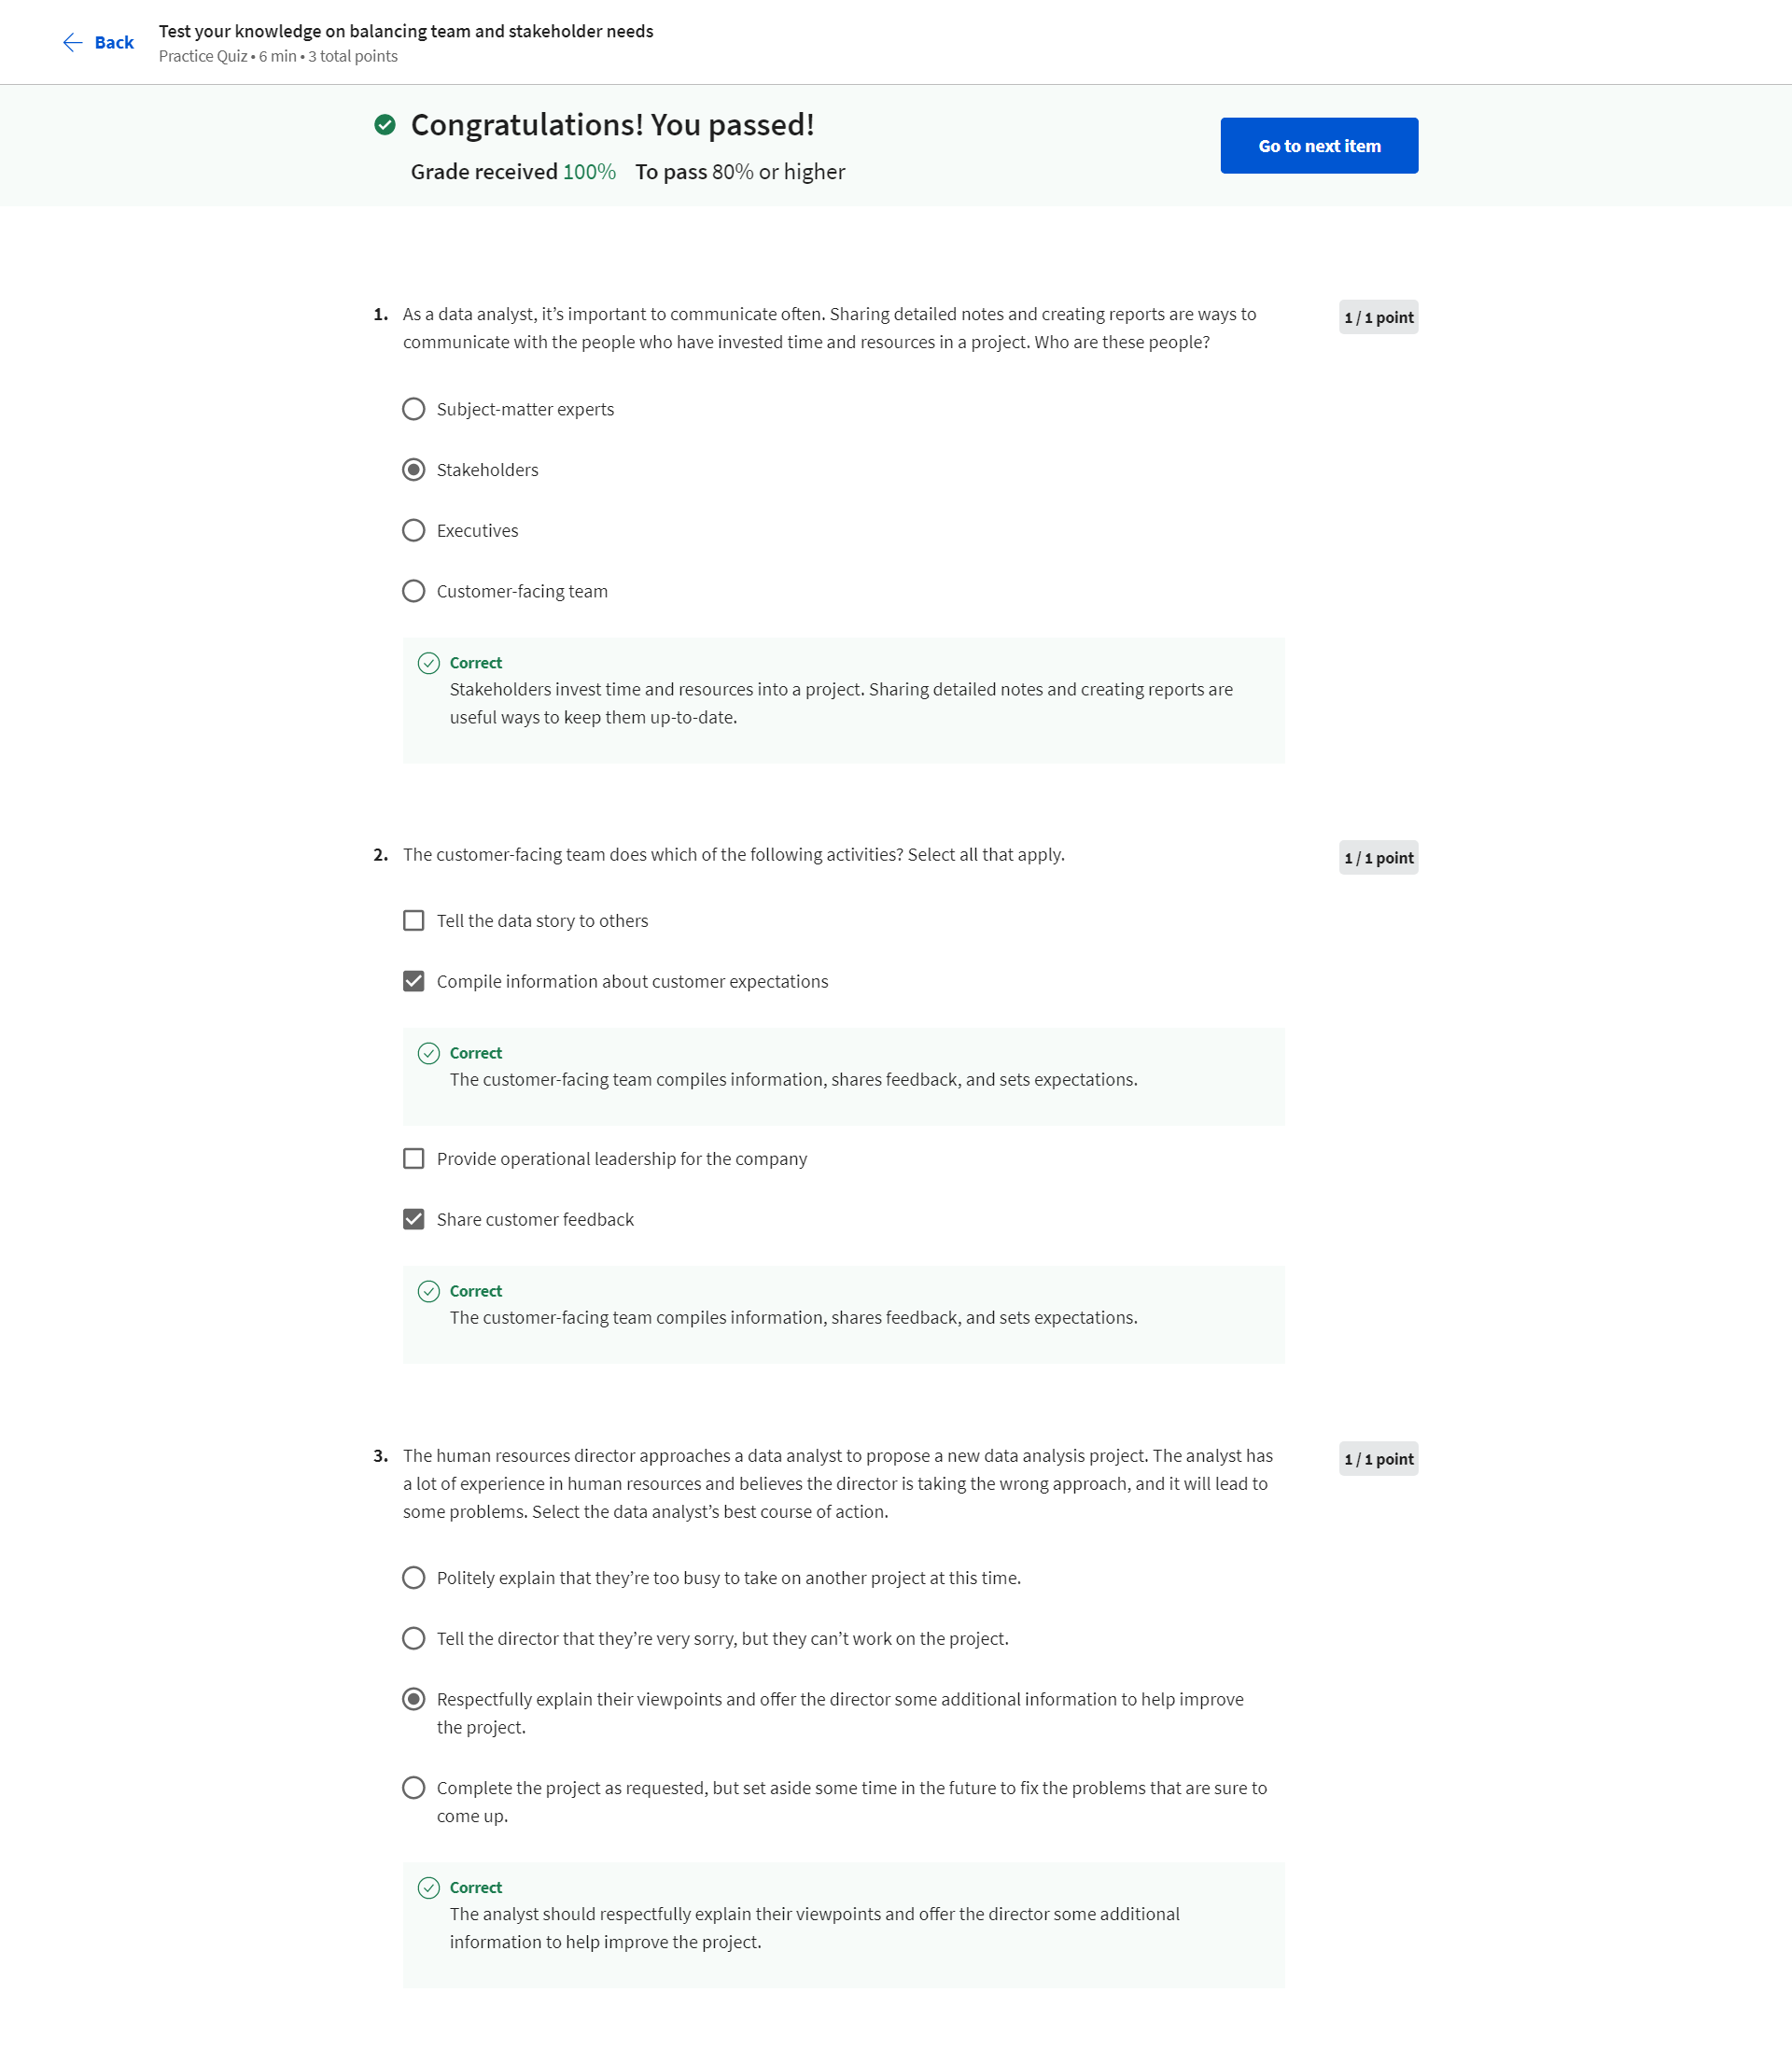 Back
Test your knowledge on balancing team and stakeholder needs
Practice Quiz • 6 min • 3 total points
Congratulations! You passed!
Grade received 100% To pass 80% or higher
Go to next item
1. As a data analyst, it’s important to communicate often. Sharing detailed notes and creating reports are ways to
communicate with the people who have invested time and resources in a project. Who are these people?
1 / 1 point
Subject-matter experts
Stakeholders
Executives
Customer-facing team
Correct
Stakeholders invest time and resources into a project. Sharing detailed notes and creating reports are
useful ways to keep them up-to-date.
2. The customer-facing team does which of the following activities? Select all that apply.
1 / 1 point
Tell the data story to others
Compile information about customer expectations
Correct
The customer-facing team compiles information, shares feedback, and sets expectations.
Provide operational leadership for the company
Share customer feedback
Correct
The customer-facing team compiles information, shares feedback, and sets expectations.
3. The human resources director approaches a data analyst to propose a new data analysis project. The analyst has
a lot of experience in human resources and believes the director is taking the wrong approach, and it will lead to
some problems. Select the data analyst’s best course of action.
1 / 1 point
Politely explain that they’re too busy to take on another project at this time.
Tell the director that they’re very sorry, but they can’t work on the project.
Respectfully explain their viewpoints and offer the director some additional information to help improve
the project.
Complete the project as requested, but set aside some time in the future to fix the problems that are sure to
come up.
Correct
The analyst should respectfully explain their viewpoints and offer the director some additional
information to help improve the project.